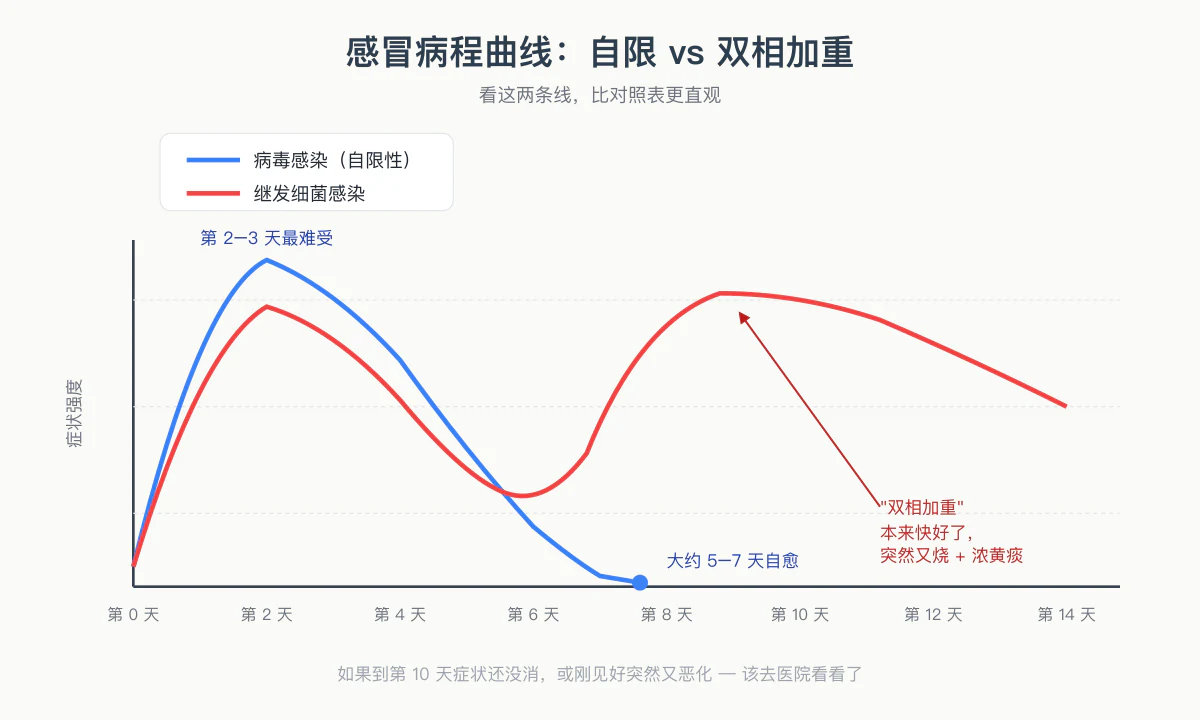 感冒病程曲线：自限 vs 双相加重
看这两条线，比对照表更直观
病毒感染（自限性）
继发细菌感染
第 2—3 天最难受
症状强度
"双相加重"
本来快好了，
突然又烧 + 浓黄痰
大约 5—7 天自愈
第 0 天
第 2 天
第 4 天
第 6 天
第 8 天
第 10 天
第 12 天
第 14 天
如果到第 10 天症状还没消，或刚见好突然又恶化 — 该去医院看看了